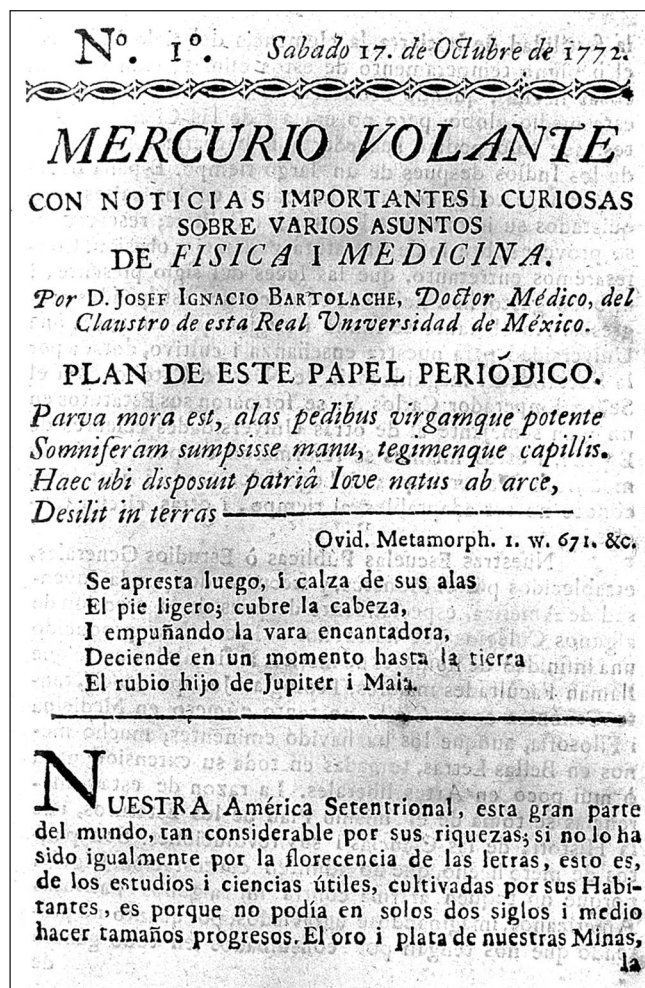 Nº. 1º. Sabado 17. de Octubre de 1772.
MERCURIO VOLANTE
CON NOTICIAS IMPORTANTES I CURIOSAS
SOBRE VARIOS ASUNTOS
DE FISICA I MEDICINA.
Por D. Josef Ignacio Bartolache, Doctor Médico, del
Claustro de esta Real Universidad de México.
PLAN DE ESTE PAPEL PERIÓDICO.
Parva mora est, alas pedibus virgamque potente
Somniferam sumpsisse manu, tegimenque capillis.
Haec ubi disposuit patriâ Iove natus ab arce,
Desilit in terras
Ovid. Metamorph. 1. w. 671. &c.
Se apresta luego, i calza de sus alas
El pie ligero; cubre la cabeza,
I empuñando la vara encantadora,
Deciende en un momento hasta la tierra
El rubio hijo de Jupiter i Maia.
NUESTRA América Setentrional, esta gran parte
del mundo, tan considerable por sus riquezas; si no lo ha
sido igualmente por la florecencia de las letras, esto es,
de los estudios i ciencias útiles, cultivadas por sus Habi-
tantes, es porque no podía en solos dos siglos i medio
hacer tamaños progresos. El oro i plata de nuestras Minas,
la